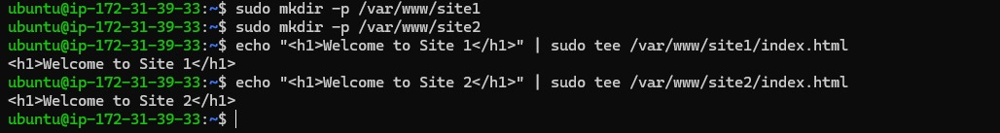 ubuntu@ip-172-31-39-33:~$ sudo mkdir -p /var/www/site1
ubuntu@ip-172-31-39-33:~$ sudo mkdir -p /var/www/site2
ubuntu@ip-172-31-39-33:~$ echo "<h1>Welcome to Site 1</h1>" | sudo tee /var/www/site1/index.html
<h1>Welcome to Site 1</h1>
ubuntu@ip-172-31-39-33:~$ echo "<h1>Welcome to Site 2</h1>" | sudo tee /var/www/site2/index.html
<h1>Welcome to Site 2</h1>
ubuntu@ip-172-31-39-33:~$